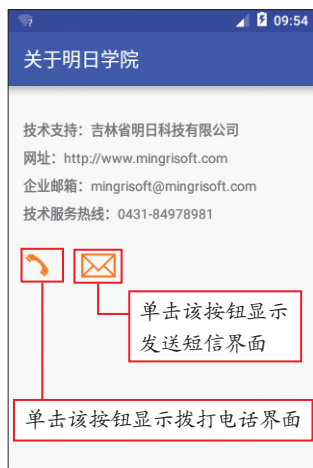 09:54
关于明日学院
技术支持：吉林省明日科技有限公司
网址：http://www.mingrisoft.com
企业邮箱：mingrisoft@mingrisoft.com
技术服务热线：0431-84978981
单击该按钮显示
发送短信界面
单击该按钮显示拨打电话界面